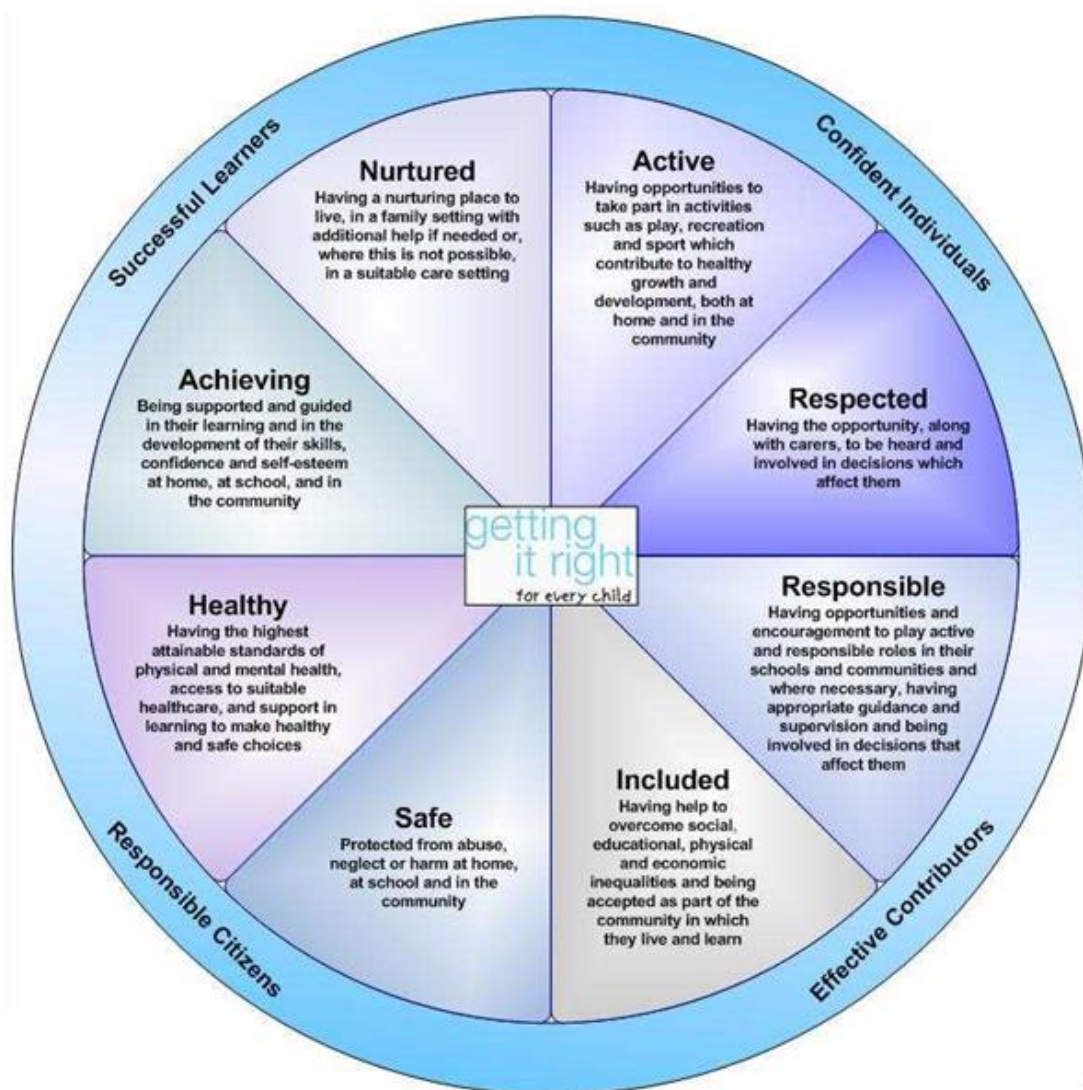 Successful Learners
Confident Individuals
Nurtured
Having a nurturing place to
live, in a family setting with
additional help if needed or,
where this is not possible,
in a suitable care setting
Active
Having opportunities to
take part in activities
such as play, recreation
and sport which
contribute to healthy
growth and
development, both at
home and in the
community
Achieving
Being supported and guided
in their learning and in the
development of their skills,
confidence and self-esteem
at home, at school, and in
the community
Respected
Having the opportunity, along
with carers, to be heard and
involved in decisions which
affect them
getting
it right
for every child
Healthy
Having the highest
attainable standards of
physical and mental health,
access to suitable
healthcare, and support in
learning to make healthy
and safe choices
Responsible
Having opportunities and
encouragement to play active
and responsible roles in their
schools and communities and
where necessary, having
appropriate guidance and
supervision and being
involved in decisions that
affect them
Safe
Protected from abuse,
neglect or harm at home,
at school and in the
community
Included
Having help to
overcome social,
educational, physical
and economic
inequalities and being
accepted as part of the
community in which
they live and learn
Responsible Citizens
Effective Contributors